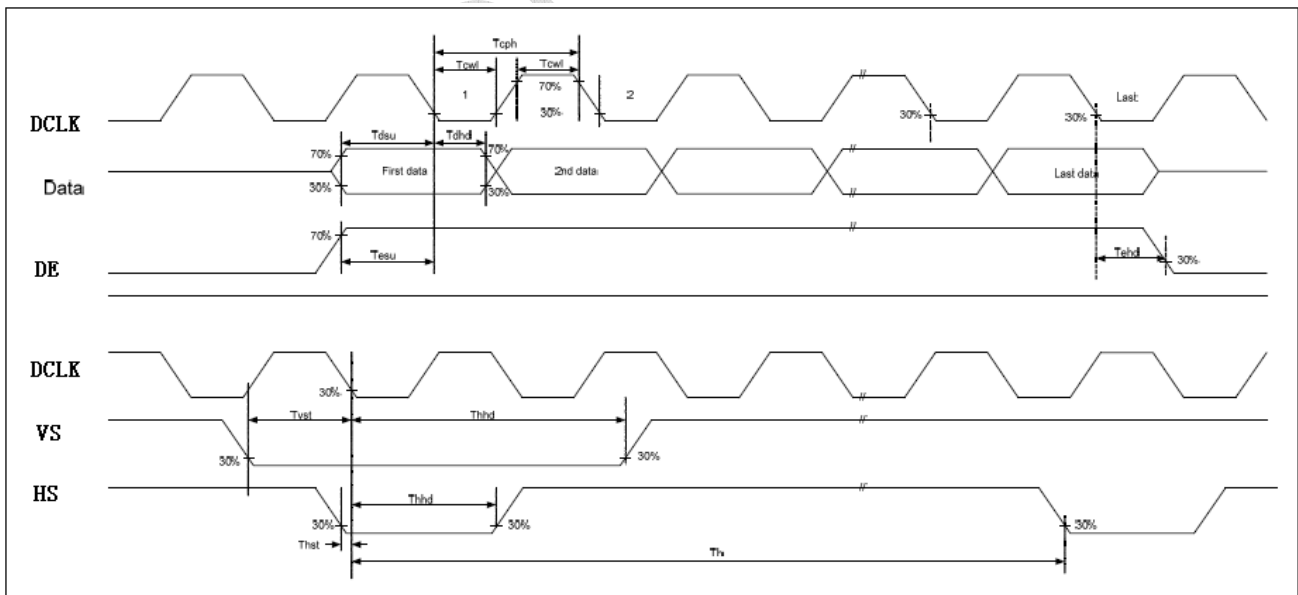 Tcph
Tcwl Tcwl
1 70% 2 Last
DCLK 30% 30% 30%
Tdsu Tdhd
70% 70%
First data 2nd data Last data
Data 30% 30%
70%
DE Tesu Tehd 30%
DCLK
30%
Tvst Thhd
VS
30% 30%
HS
Thhd
30% 30% 30%
Thst
Th